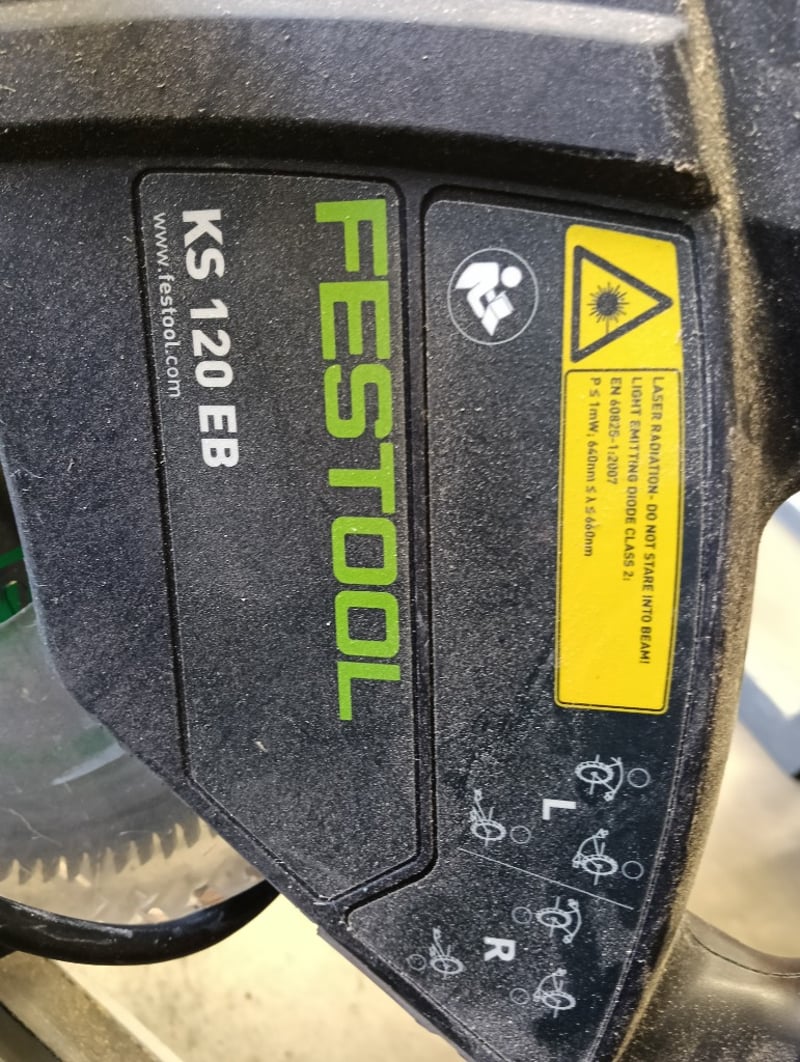 LASER RADIATION - DO NOT STARE INTO BEAM!
LIGHT EMITTING DIODE CLASS 2:
EN 60825-1:2007
P ≤ 1mW; 640nm ≤ λ ≤ 660nm
FESTOOL
KS 120 EB
www.festool.com
L
R